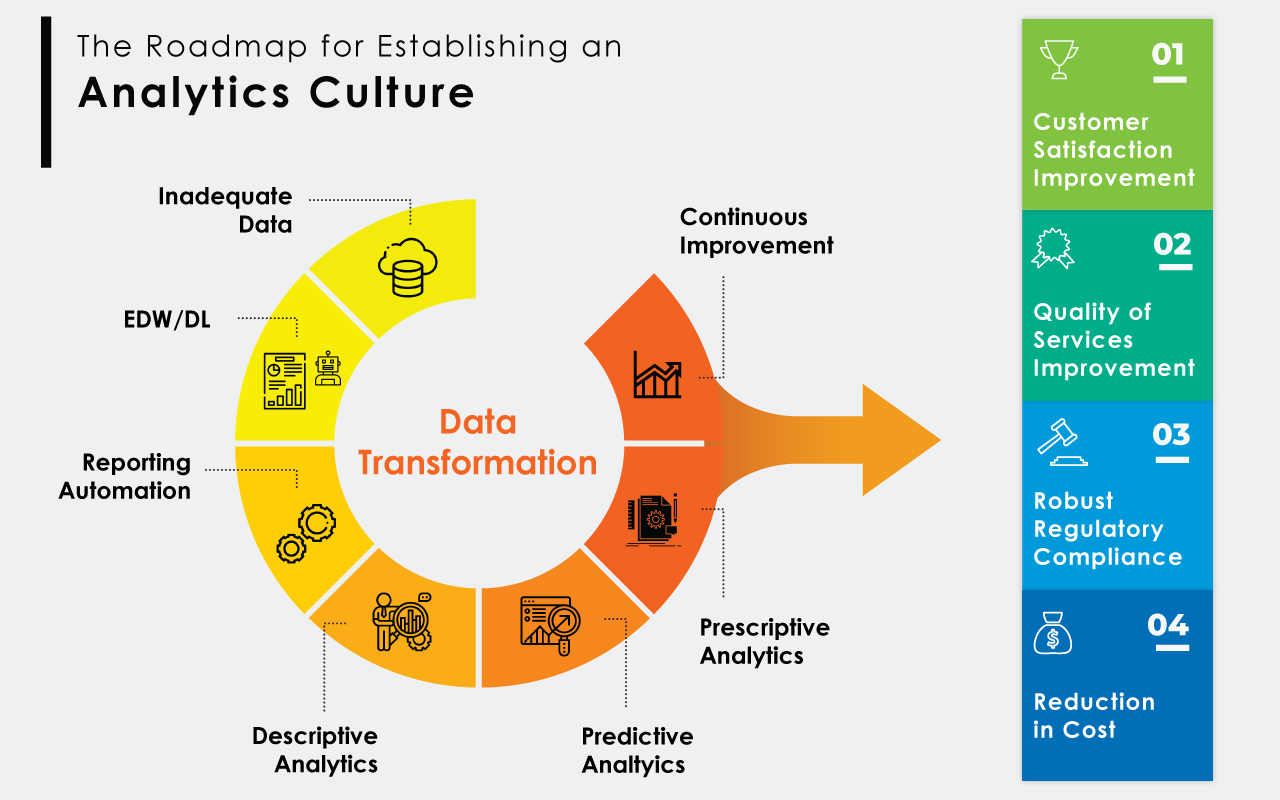 The Roadmap for Establishing an
Analytics Culture
Inadequate
Data
EDW/DL
Reporting
Automation
Descriptive
Analytics
Predictive
Analtyics
Prescriptive
Analytics
Continuous
Improvement
Data
Transformation
01
Customer
Satisfaction
Improvement
02
Quality of
Services
Improvement
03
Robust
Regulatory
Compliance
$
04
Reduction
in Cost